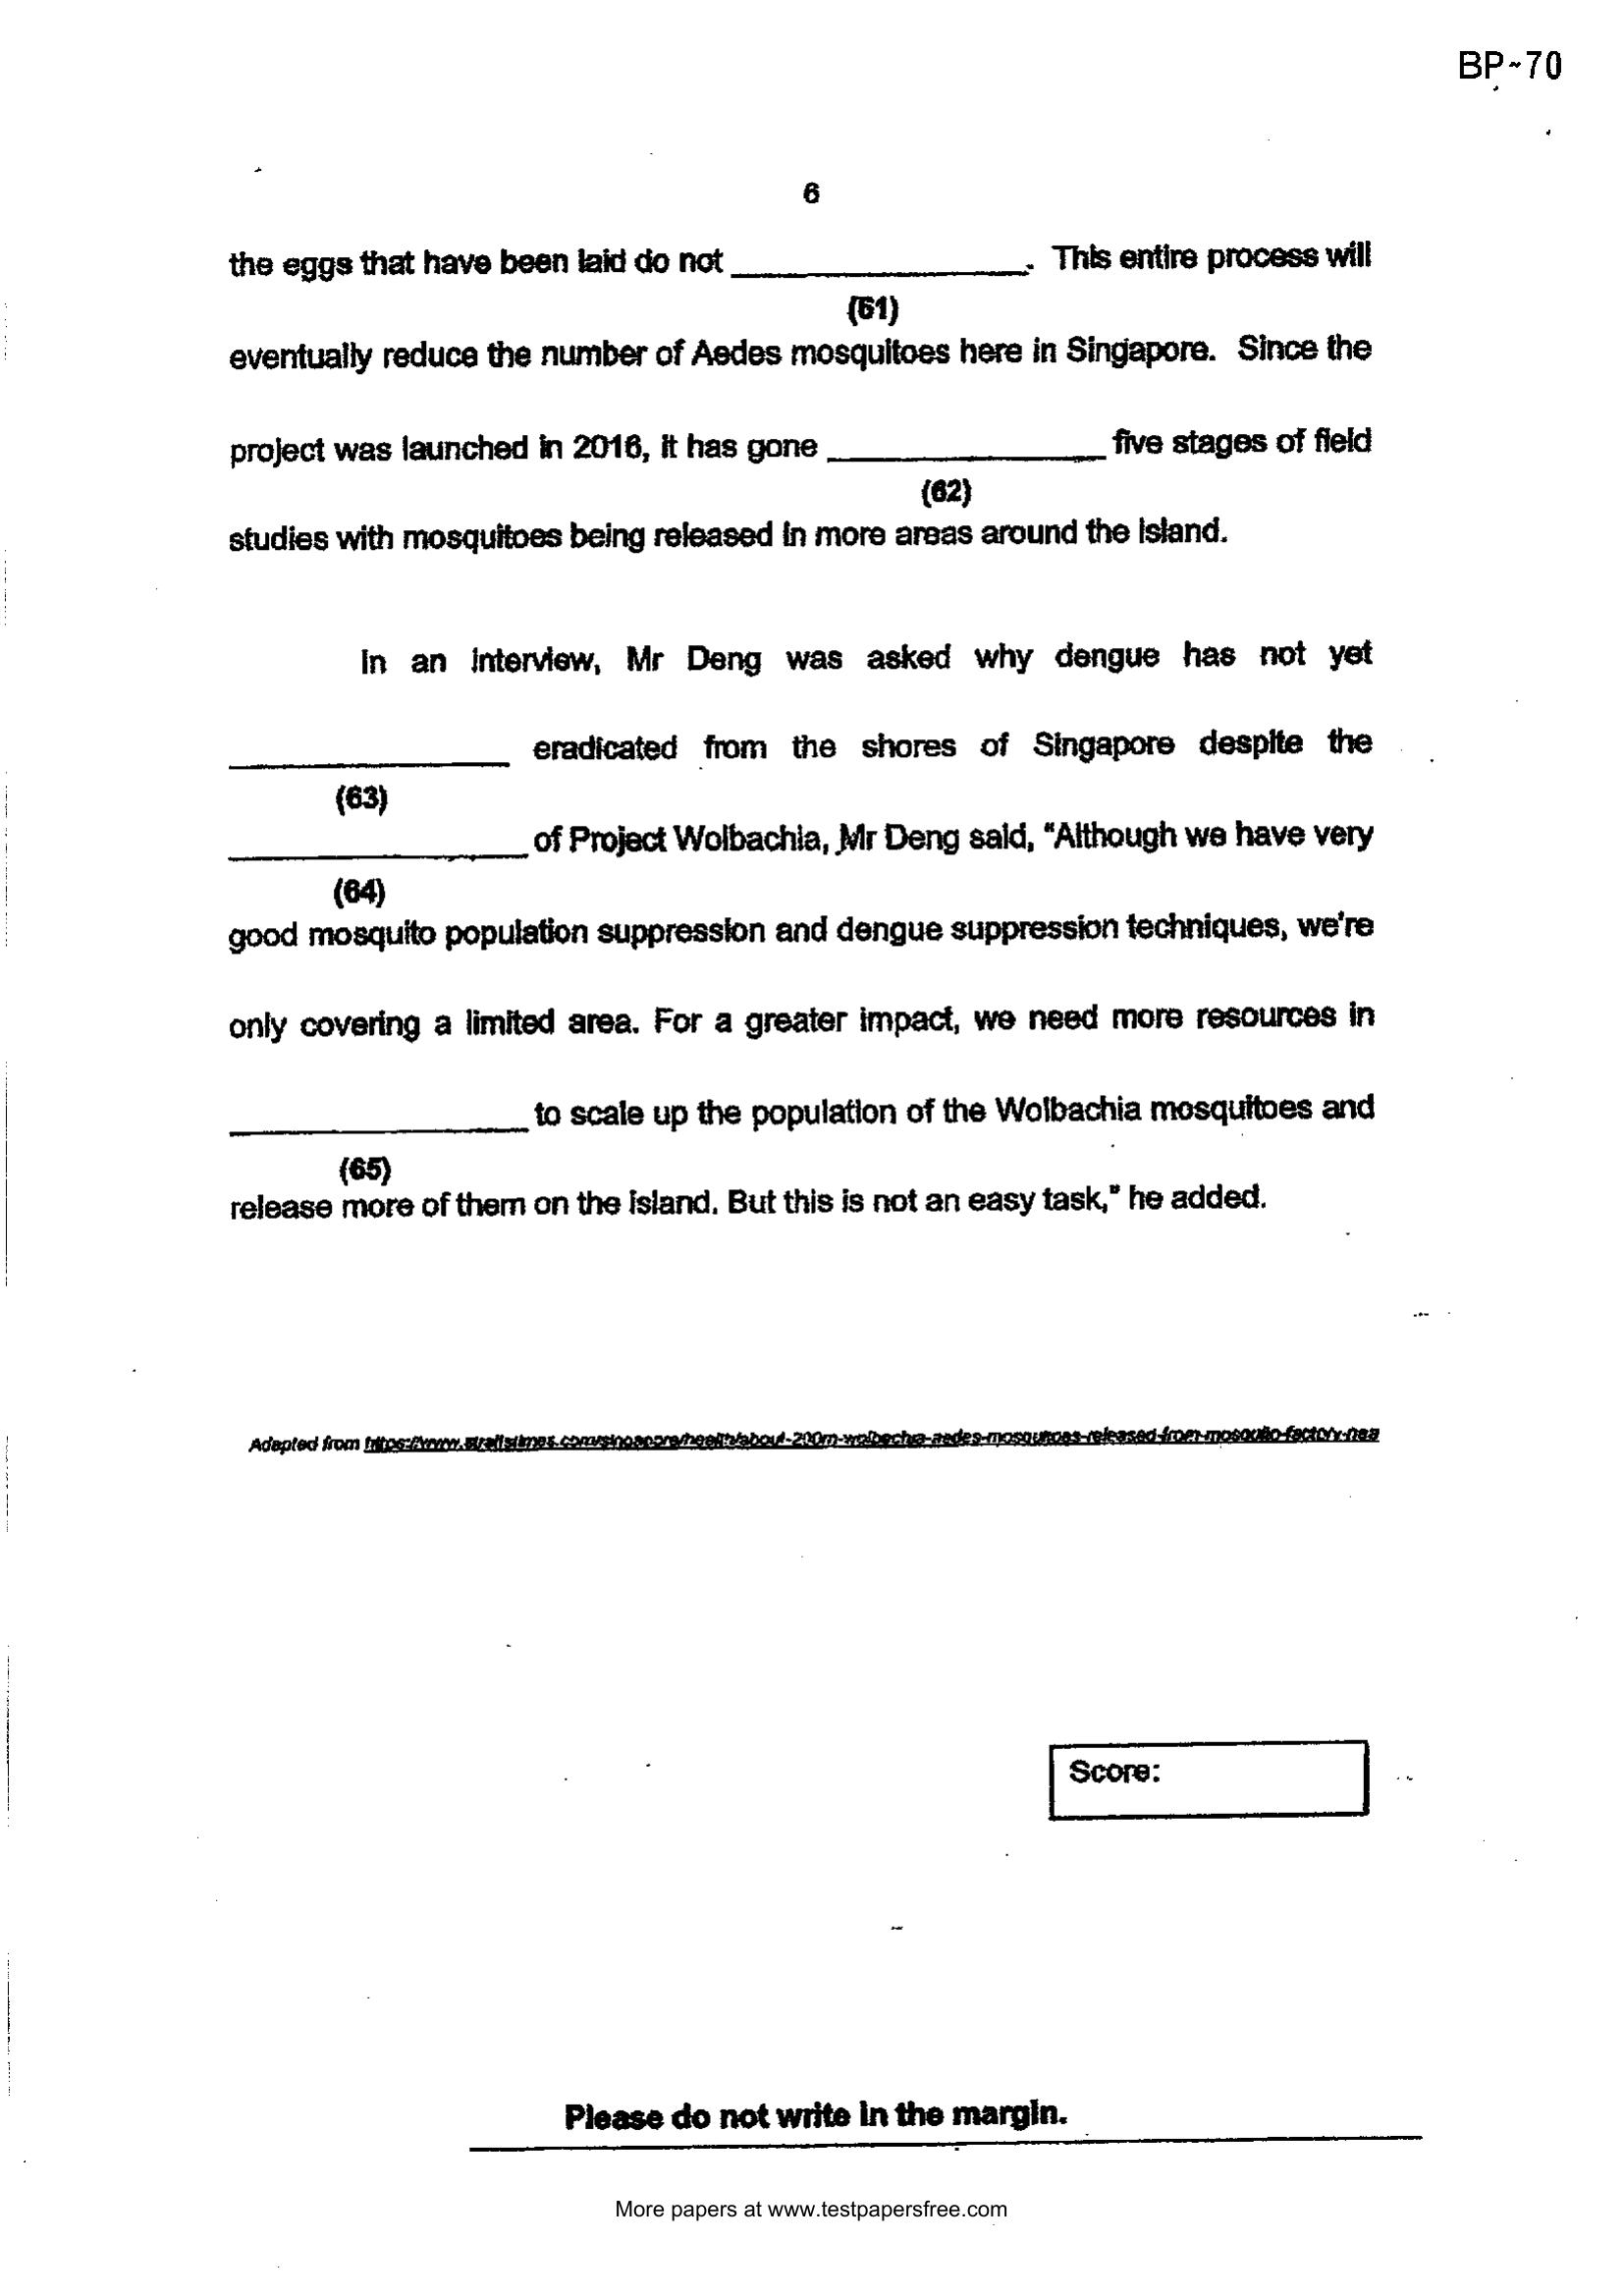 BP-70
6
the eggs that have been laid do not ____________. This entire process will
(61)
eventually reduce the number of Aedes mosquitoes here in Singapore. Since the
project was launched in 2016, it has gone ____________ five stages of field
(62)
studies with mosquitoes being released in more areas around the island.
In an interview, Mr Deng was asked why dengue has not yet
____________ eradicated from the shores of Singapore despite the
(63)
____________ of Project Wolbachia, Mr Deng said, "Although we have very
(64)
good mosquito population suppression and dengue suppression techniques, we're
only covering a limited area. For a greater impact, we need more resources in
____________ to scale up the population of the Wolbachia mosquitoes and
(65)
release more of them on the island. But this is not an easy task," he added.
Adapted from https://www.straitstimes.com/singapore/health/about-200m-wolbachia-aedes-mosquitoes-released-from-mosquito-factory-nea
Score:
Please do not write in the margin.
More papers at www.testpapersfree.com